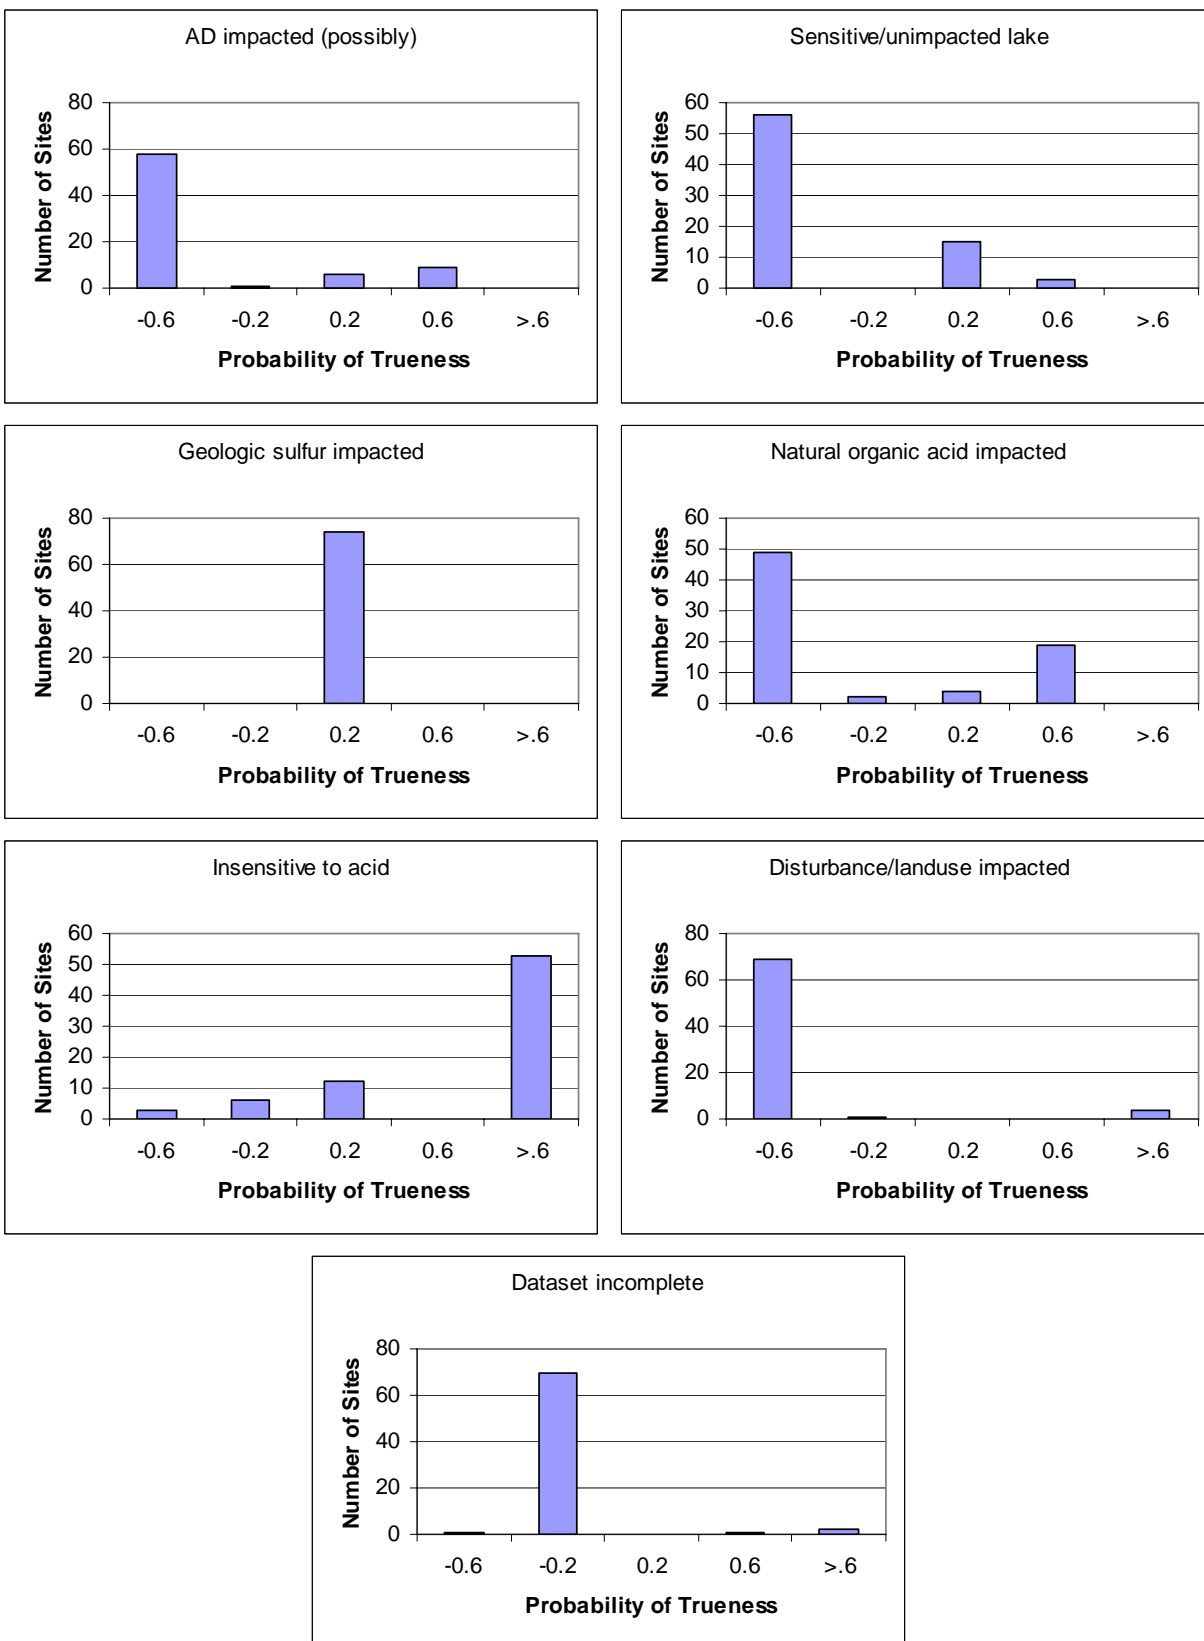 AD impacted (possibly)
80
60
40
20
0
Number of Sites
-0.6 -0.2 0.2 0.6 >.6
Probability of Trueness
Sensitive/unimpacted lake
60
50
40
30
20
10
0
Number of Sites
-0.6 -0.2 0.2 0.6 >.6
Probability of Trueness
Geologic sulfur impacted
80
60
40
20
0
Number of Sites
-0.6 -0.2 0.2 0.6 >.6
Probability of Trueness
Natural organic acid impacted
60
50
40
30
20
10
0
Number of Sites
-0.6 -0.2 0.2 0.6 >.6
Probability of Trueness
Insensitive to acid
60
50
40
30
20
10
0
Number of Sites
-0.6 -0.2 0.2 0.6 >.6
Probability of Trueness
Disturbance/landuse impacted
80
60
40
20
0
Number of Sites
-0.6 -0.2 0.2 0.6 >.6
Probability of Trueness
Dataset incomplete
80
60
40
20
0
Number of Sites
-0.6 -0.2 0.2 0.6 >.6
Probability of Trueness